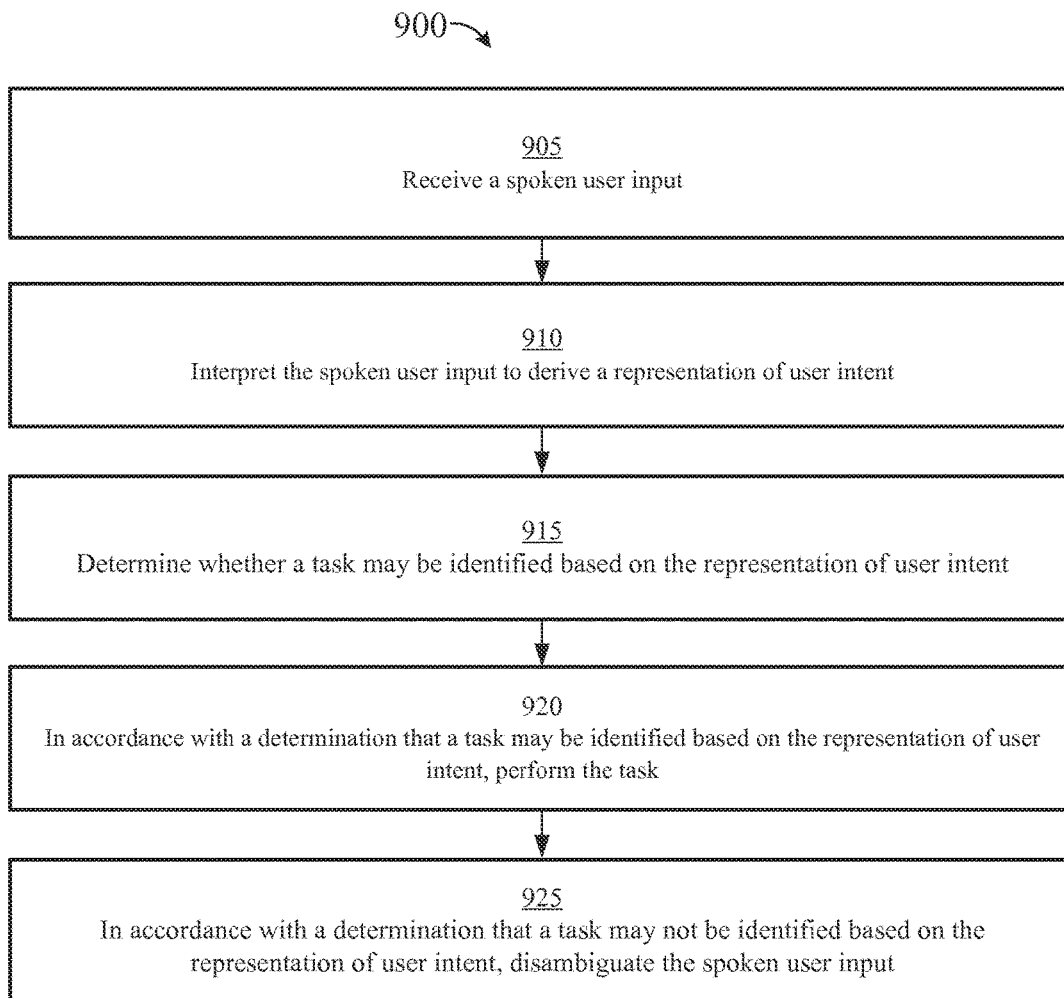 900
905
Receive a spoken user input
910
Interpret the spoken user input to derive a representation of user intent
915
Determine whether a task may be identified based on the representation of user intent
920
In accordance with a determination that a task may be identified based on the representation of user
intent, perform the task
925
In accordance with a determination that a task may not be identified based on the
representation of user intent, disambiguate the spoken user input